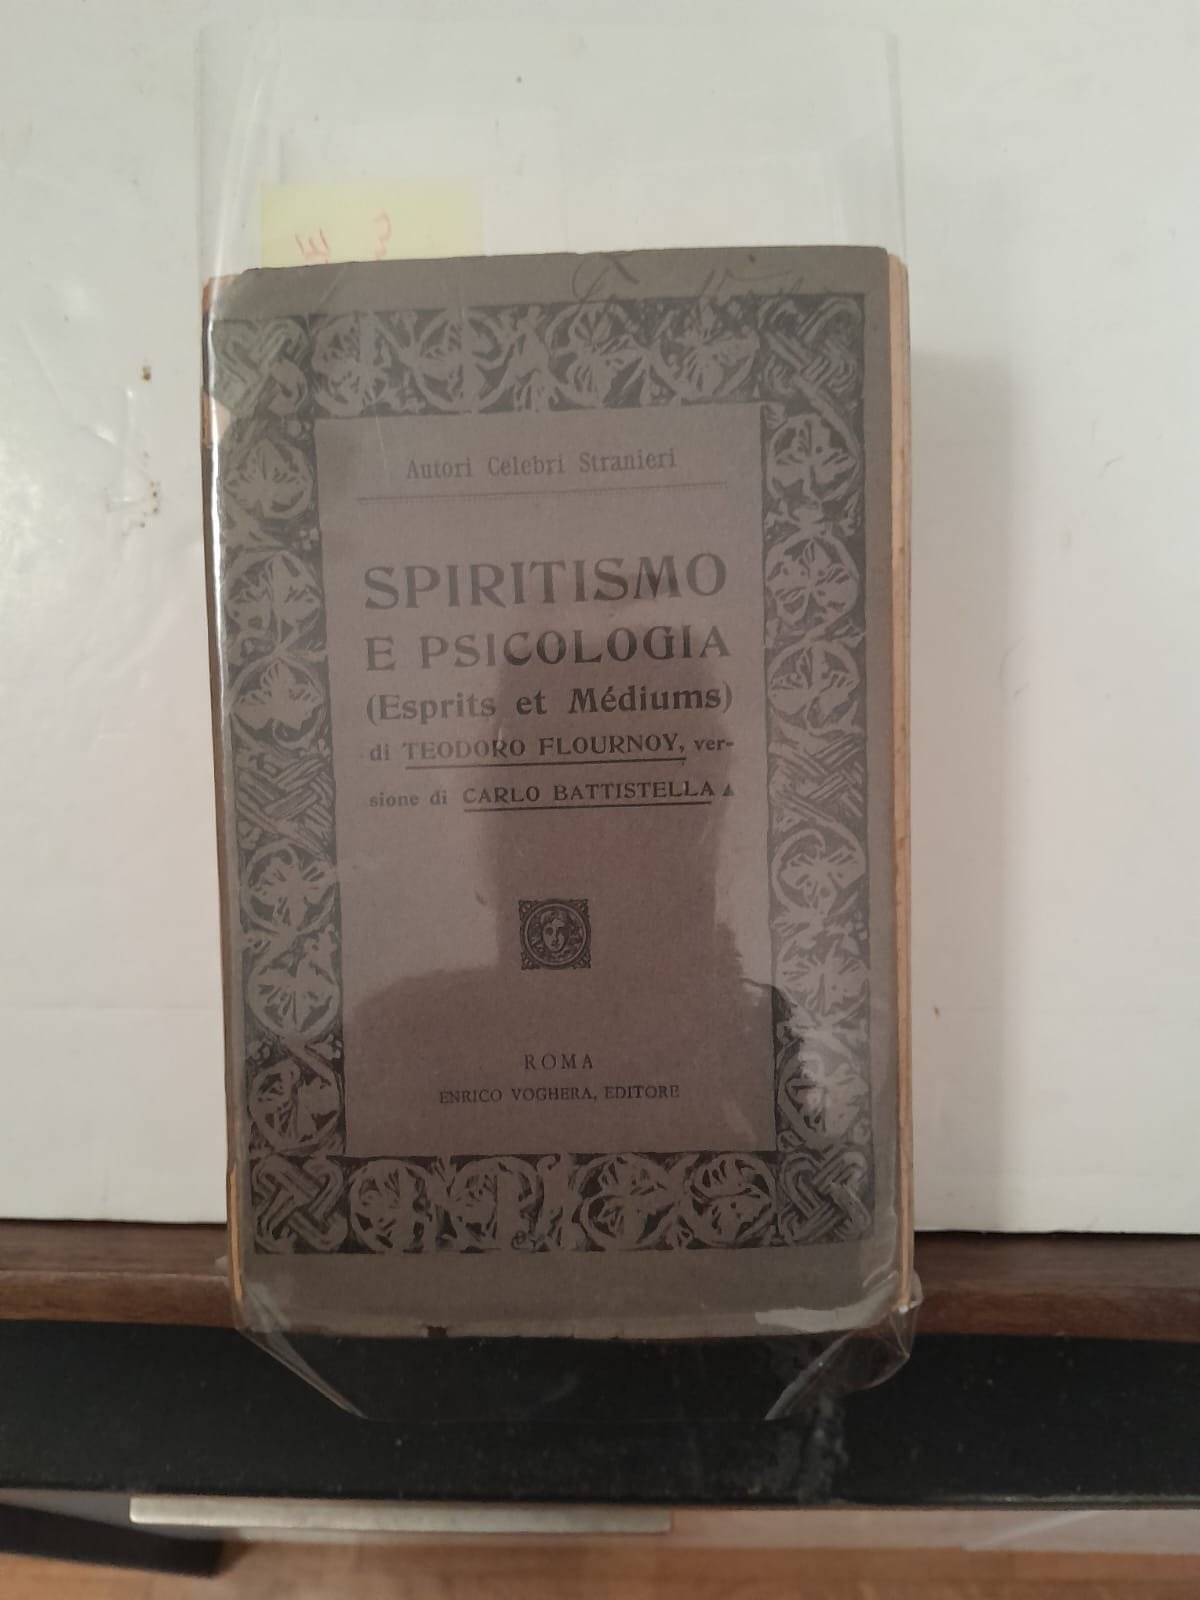 Autori Celebri Stranieri
SPIRITISMO
E PSICOLOGIA
(Esprits et Médiums)
di TEODORO FLOURNOY, ver-
sione di CARLO BATTISTELLA
ROMA
ENRICO VOGHERA, EDITORE